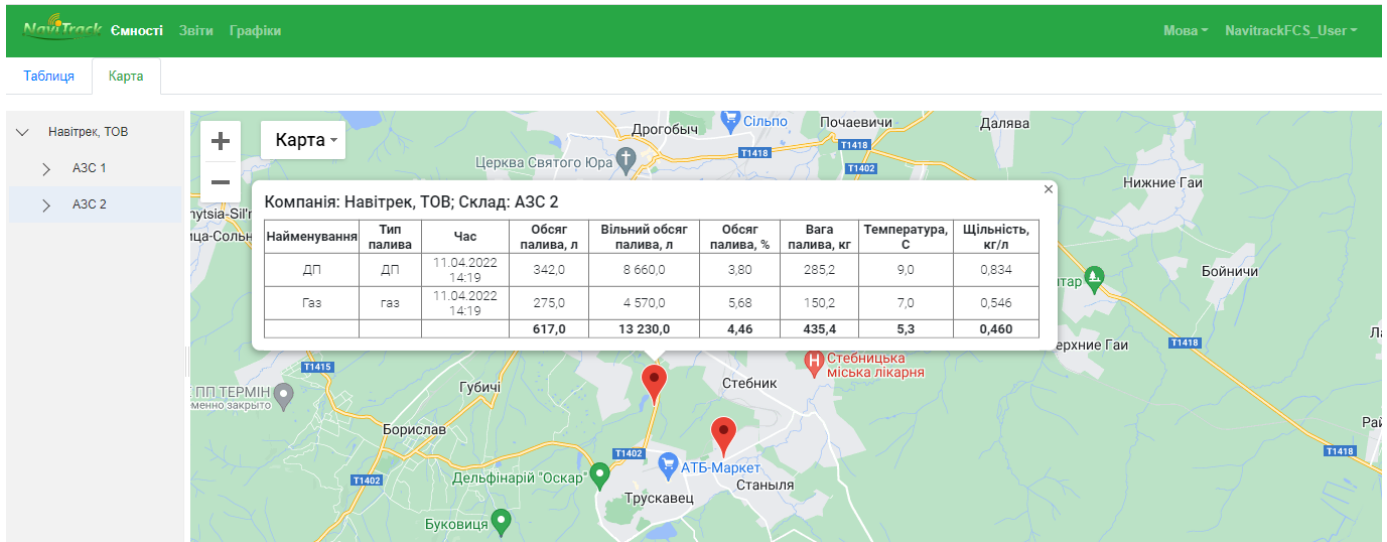 NaviTrack Ємності Звіти Графіки Мова NavitrackFCS_User
Таблиця Карта
Навітрек, ТОВ
АЗС 1
АЗС 2
Карта
Дрогобыч
Сільпо
Почаевичи
Далява
T1418
T1418
Церква Святого Юра
T1402
Нижние Гаи
Компанія: Навітрек, ТОВ; Склад: АЗС 2
Найменування Тип палива Час Обсяг палива, л Вільний обсяг палива, л Обсяг палива, % Вага палива, кг Температура, С Щільність, кг/л
ДП ДП 11.04.2022 14:19 342,0 8 660,0 3,80 285,2 9,0 0,834
Газ газ 11.04.2022 14:19 275,0 4 570,0 5,68 150,2 7,0 0,546
617,0 13 230,0 4,46 435,4 5,3 0,460
Бойничи
T1418
Стебницька
міська лікарня
T1415
Губичі
Стебник
ПП ТЕРМІН
Борислав
T1402
T1418
АТБ-Маркет
T1402
Дельфінарій "Оскар"
Станыля
Трускавец
Буковиця